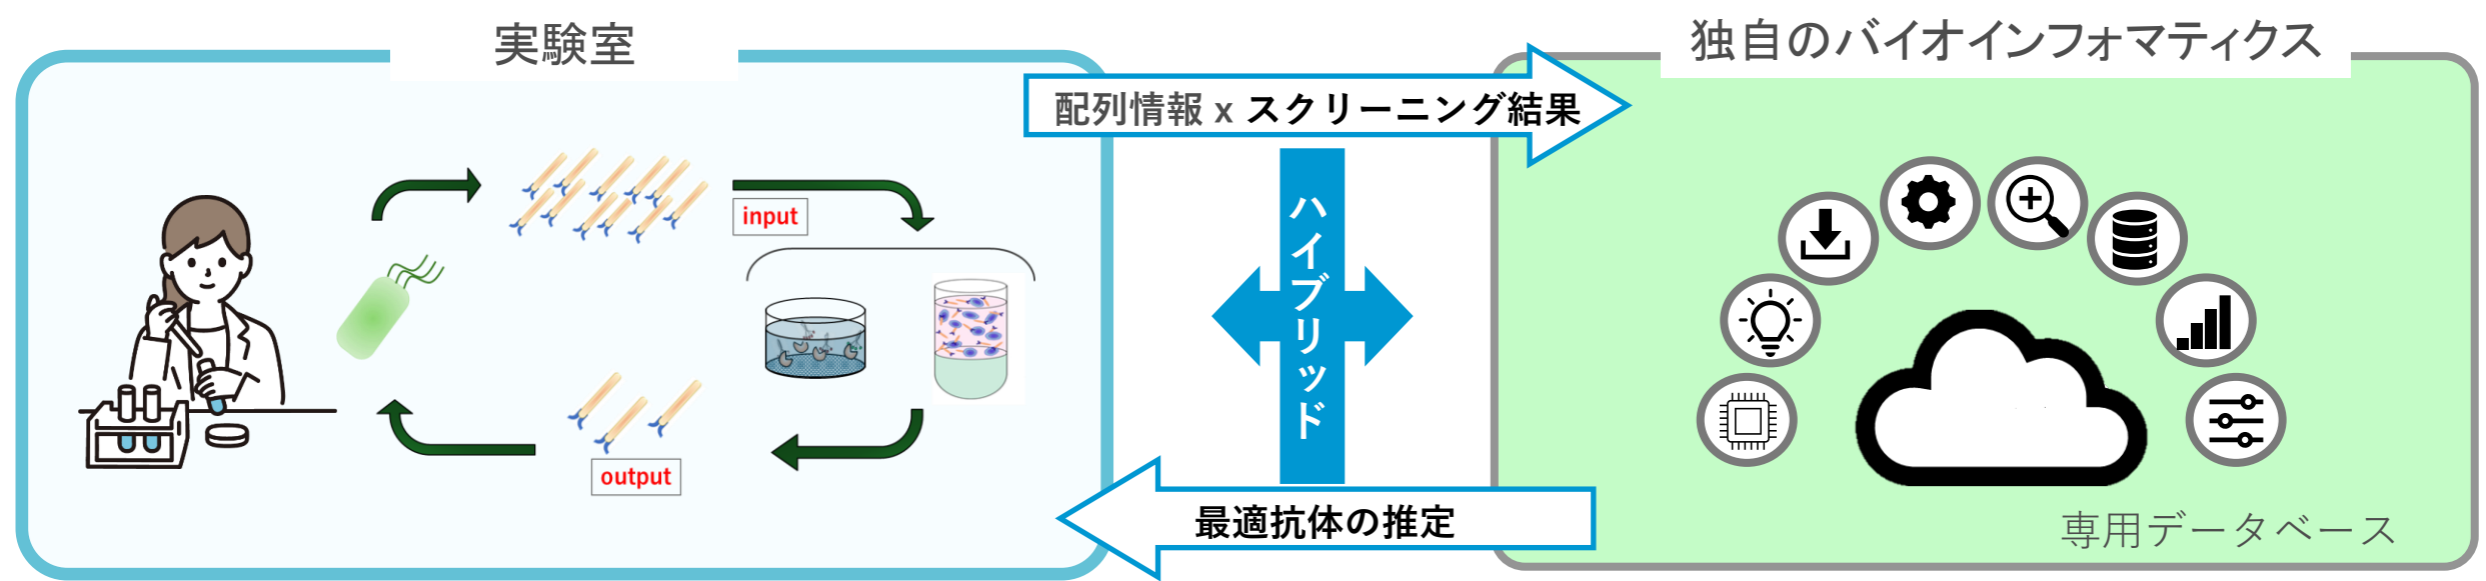 実験室
独自のバイオインフォマティクス
配列情報 x スクリーニング結果
input
ハイブリッド
output
最適抗体の推定
専用データベース